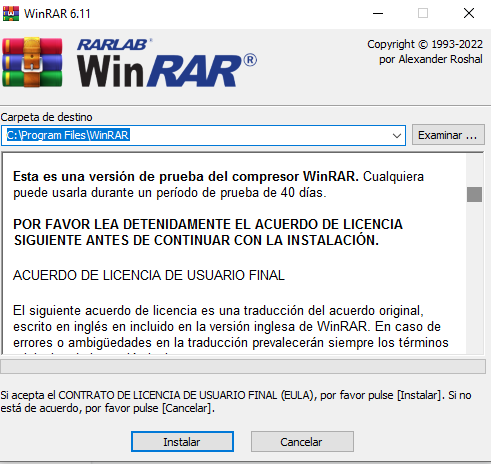 WinRAR 6.11
RARLAB®
WinRAR®
Copyright © 1993-2022
por Alexander Roshal
Carpeta de destino
C:\Program Files\WinRAR
Examinar ...
Esta es una versión de prueba del compresor WinRAR. Cualquiera
puede usarla durante un período de prueba de 40 días.
POR FAVOR LEA DETENIDAMENTE EL ACUERDO DE LICENCIA
SIGUIENTE ANTES DE CONTINUAR CON LA INSTALACIÓN.
ACUERDO DE LICENCIA DE USUARIO FINAL
El siguiente acuerdo de licencia es una traducción del acuerdo original,
escrito en inglés en incluido en la versión inglesa de WinRAR. En caso de
errores o ambigüedades en la traducción prevalecerán siempre los términos
Si acepta el CONTRATO DE LICENCIA DE USUARIO FINAL (EULA), por favor pulse [Instalar]. Si no
está de acuerdo, por favor pulse [Cancelar].
Instalar
Cancelar